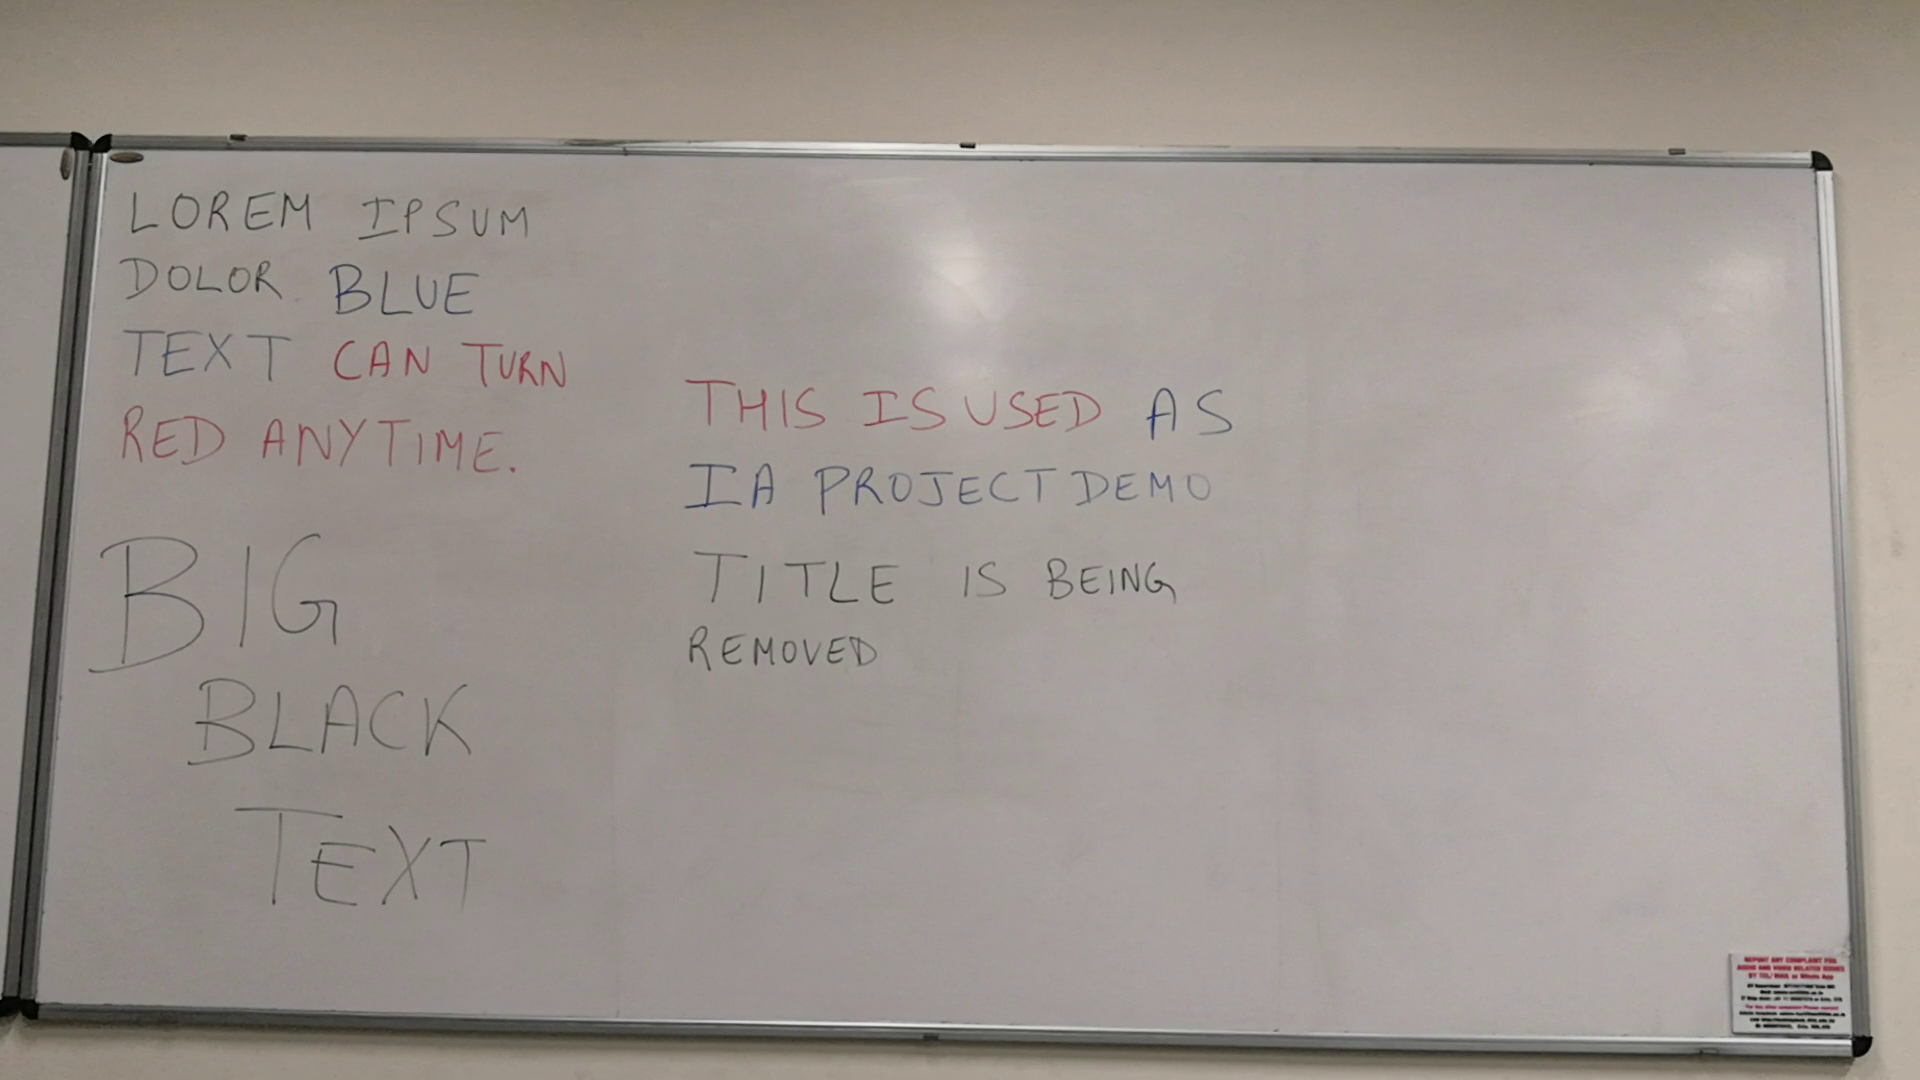 LOREM IPSUM
DOLOR BLUE
TEXT CAN TURN
RED ANYTIME.
BIG
BLACK
TEXT
THIS IS USED AS
IA PROJECT DEMO
TITLE IS BEING
REMOVED
REPORT ANY COMPLAINT FOR
AUDIO AND VIDEO RELATED ISSUES
BY TEL/ MAIL or Whats App